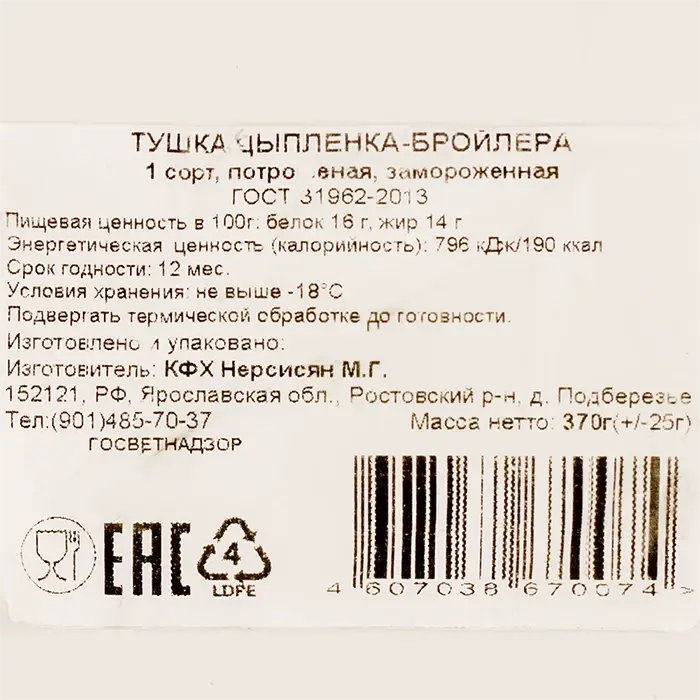 ТУШКА ЦЫПЛЕНКА-БРОЙЛЕРА
1 сорт, потрошеная, замороженная
ГОСТ 31962-2013
Пищевая ценность в 100г: белок 16 г, жир 14 г
Энергетическая ценность (калорийность): 796 кДж/190 ккал
Срок годности: 12 мес.
Условия хранения: не выше -18°С
Подвергать термической обработке до готовности.
Изготовлено и упаковано:
Изготовитель: КФХ Нерсисян М.Г.
152121, РФ, Ярославская обл., Ростовский р-н, д. Подберезье
Тел:(901)485-70-37 Масса нетто: 370г(+/-25г)
ГОСВЕТНАДЗОР
ЕАС
4
LDPE
4 607038 670074 >